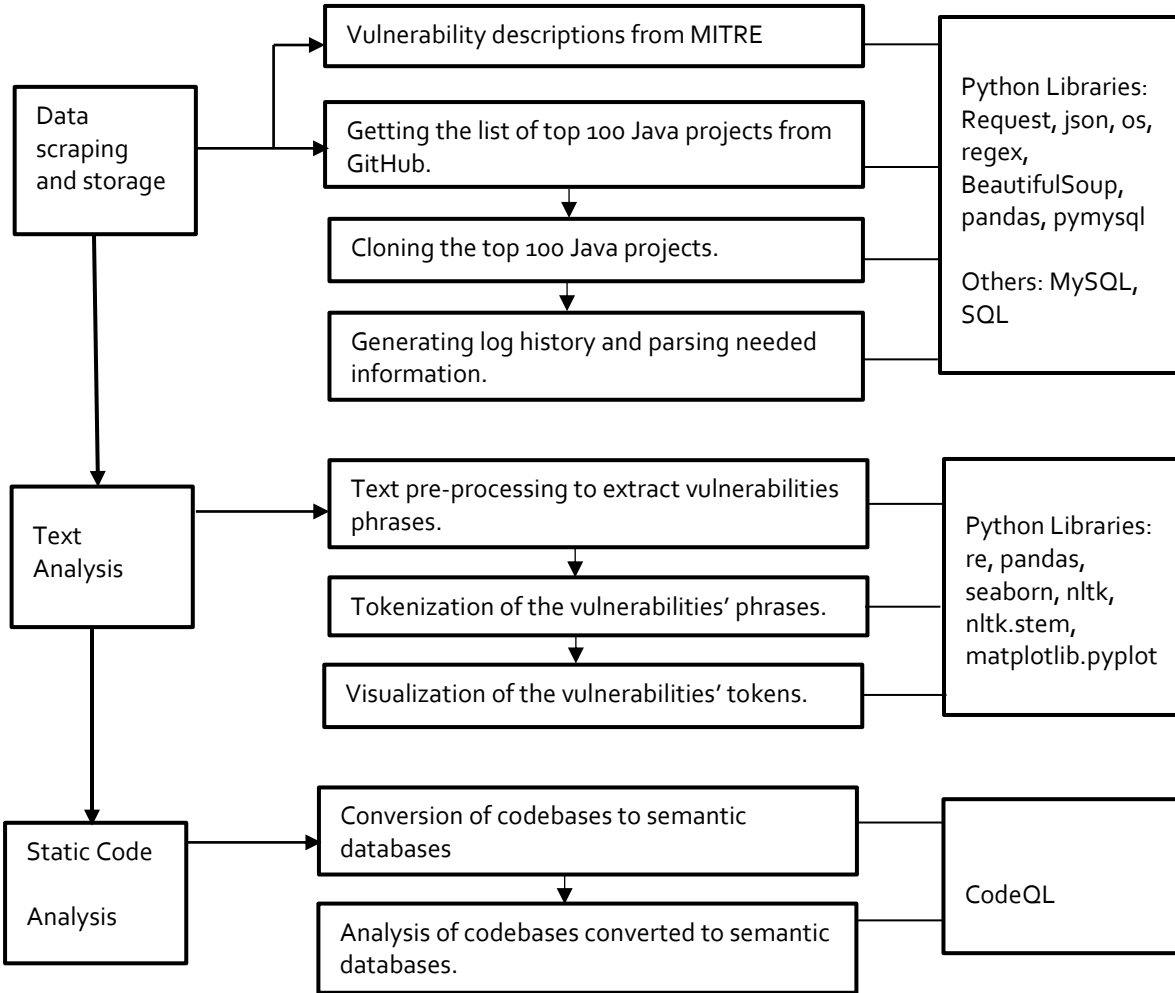 Vulnerability descriptions from MITRE
Data
scraping
and storage
Getting the list of top 100 Java projects from
GitHub.
Cloning the top 100 Java projects.
Generating log history and parsing needed
information.
Python Libraries:
Request, json, os,
regex,
BeautifulSoup,
pandas, pymysql
Others: MySQL,
SQL
Text
Analysis
Text pre-processing to extract vulnerabilities
phrases.
Tokenization of the vulnerabilities’ phrases.
Visualization of the vulnerabilities’ tokens.
Python Libraries:
re, pandas,
seaborn, nltk,
nltk.stem,
matplotlib.pyplot
Static Code
Analysis
Conversion of codebases to semantic
databases
Analysis of codebases converted to semantic
databases.
CodeQL